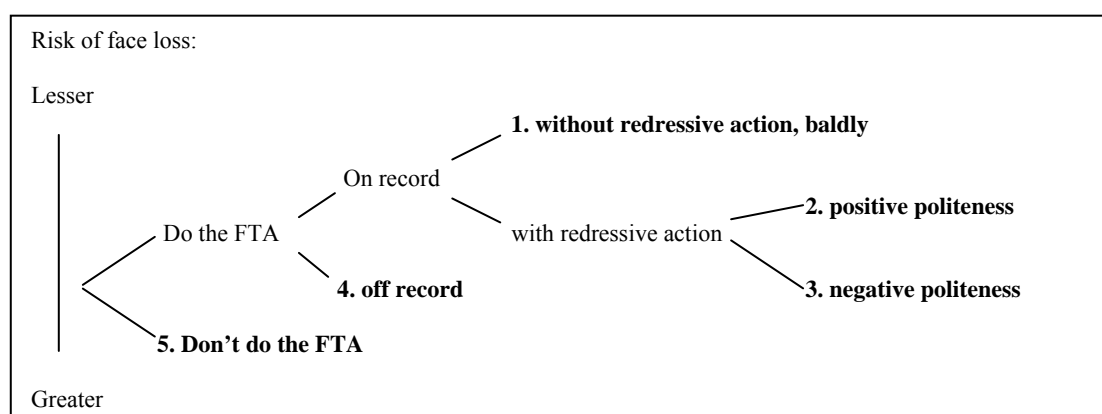 Risk of face loss:
Lesser
1. without redressive action, baldly
On record
2. positive politeness
Do the FTA
with redressive action
4. off record
3. negative politeness
5. Don’t do the FTA
Greater